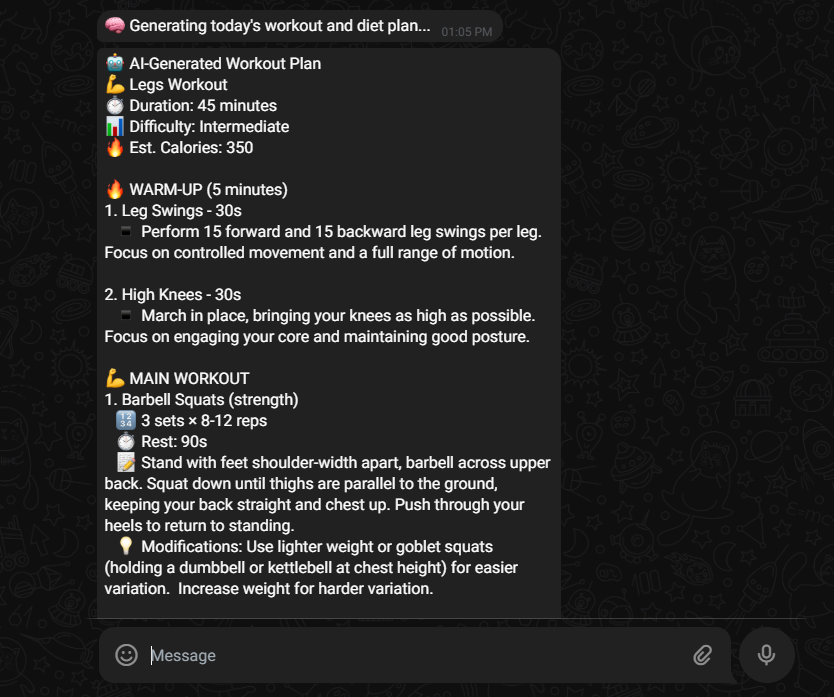 🧠 Generating today's workout and diet plan... 01:05 PM
🤖 AI-Generated Workout Plan
💪 Legs Workout
⏱ Duration: 45 minutes
📊 Difficulty: Intermediate
🔥 Est. Calories: 350
🔥 WARM-UP (5 minutes)
1. Leg Swings - 30s
▪ Perform 15 forward and 15 backward leg swings per leg.
Focus on controlled movement and a full range of motion.
2. High Knees - 30s
▪ March in place, bringing your knees as high as possible.
Focus on engaging your core and maintaining good posture.
💪 MAIN WORKOUT
1. Barbell Squats (strength)
🔢 3 sets × 8-12 reps
⏱ Rest: 90s
📝 Stand with feet shoulder-width apart, barbell across upper
back. Squat down until thighs are parallel to the ground,
keeping your back straight and chest up. Push through your
heels to return to standing.
💡 Modifications: Use lighter weight or goblet squats
(holding a dumbbell or kettlebell at chest height) for easier
variation.  Increase weight for harder variation.
Message